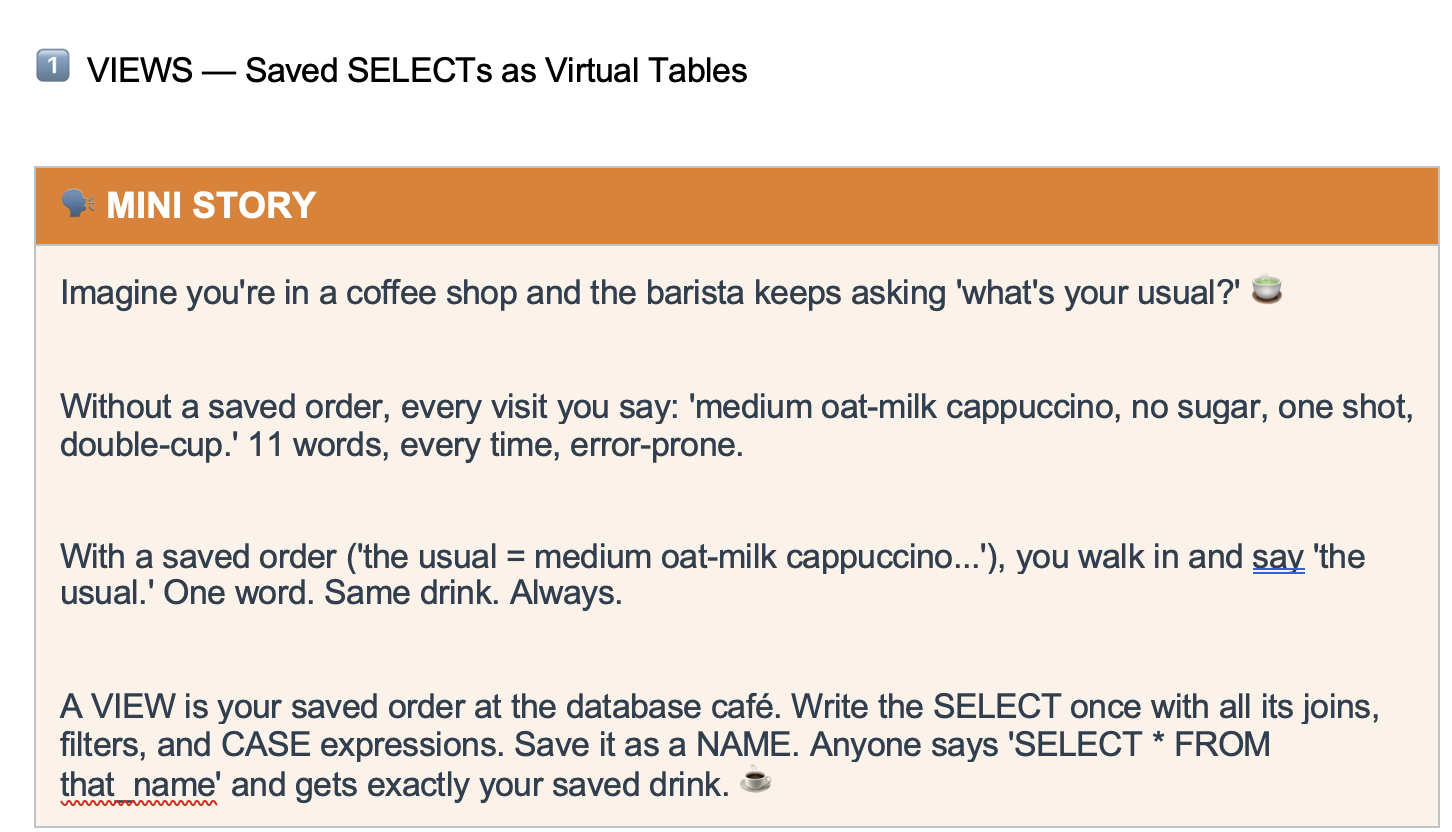 1 VIEWS — Saved SELECTs as Virtual Tables
MINI STORY
Imagine you're in a coffee shop and the barista keeps asking 'what's your usual?'
Without a saved order, every visit you say: 'medium oat-milk cappuccino, no sugar, one shot,
double-cup.' 11 words, every time, error-prone.
With a saved order ('the usual = medium oat-milk cappuccino...'), you walk in and say 'the
usual.' One word. Same drink. Always.
A VIEW is your saved order at the database café. Write the SELECT once with all its joins,
filters, and CASE expressions. Save it as a NAME. Anyone says 'SELECT * FROM
that_name' and gets exactly your saved drink.